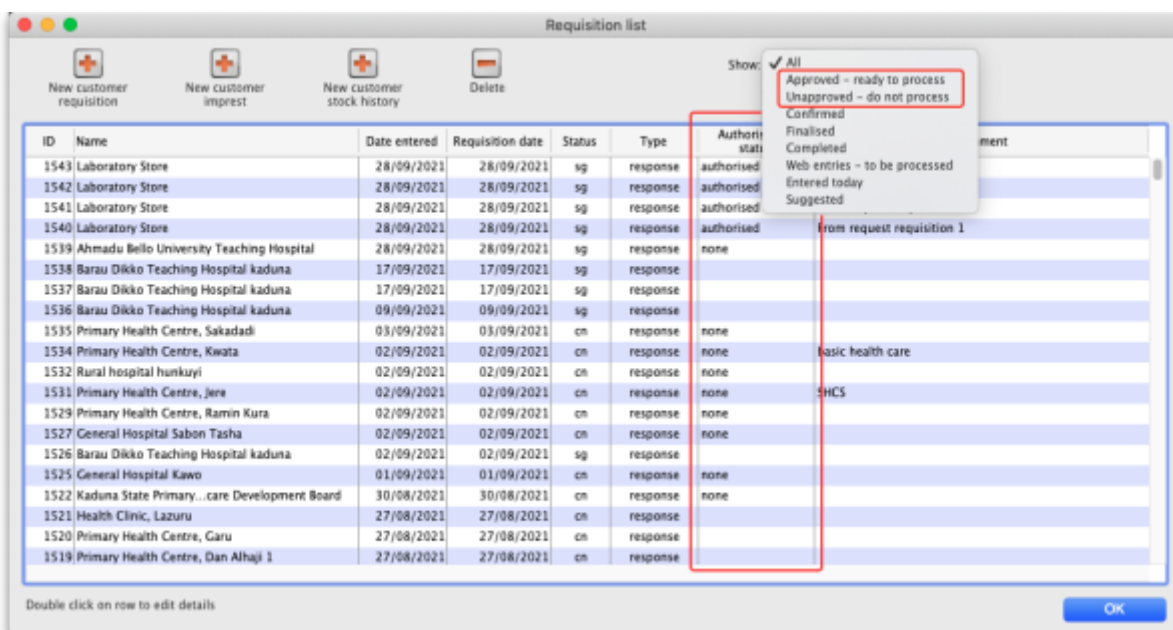 Requisition list
New customer requisition
New customer imprest
New customer stock history
Delete
Show: ✓ All
Approved – ready to process
Unapproved – do not process
Confirmed
Finalised
Completed
Web entries – to be processed
Entered today
Suggested
ID Name Date entered Requisition date Status Type
1543 Laboratory Store 28/09/2021 28/09/2021 sg response authorised
1542 Laboratory Store 28/09/2021 28/09/2021 sg response authorised
1541 Laboratory Store 28/09/2021 28/09/2021 sg response authorised
1540 Laboratory Store 28/09/2021 28/09/2021 sg response authorised From request requisition 1
1539 Ahmadu Bello University Teaching Hospital 28/09/2021 28/09/2021 sg response none
1538 Barau Dikko Teaching Hospital kaduna 17/09/2021 17/09/2021 sg response
1537 Barau Dikko Teaching Hospital kaduna 17/09/2021 17/09/2021 sg response
1536 Barau Dikko Teaching Hospital kaduna 09/09/2021 09/09/2021 sg response
1535 Primary Health Centre, Sakadadi 03/09/2021 03/09/2021 cn response none
1534 Primary Health Centre, Kwata 02/09/2021 02/09/2021 cn response none basic health care
1532 Rural hospital hunkuyi 02/09/2021 02/09/2021 cn response none
1531 Primary Health Centre, Jere 02/09/2021 02/09/2021 cn response none SHCS
1529 Primary Health Centre, Ramin Kura 02/09/2021 02/09/2021 cn response none
1527 General Hospital Sabon Tasha 02/09/2021 02/09/2021 cn response none
1526 Barau Dikko Teaching Hospital kaduna 02/09/2021 02/09/2021 sg response
1525 General Hospital Kawo 01/09/2021 01/09/2021 cn response none
1522 Kaduna State Primary...care Development Board 30/08/2021 30/08/2021 cn response none
1521 Health Clinic, Lazuru 27/08/2021 27/08/2021 cn response
1520 Primary Health Centre, Garu 27/08/2021 27/08/2021 cn response
1519 Primary Health Centre, Dan Alhaji 1 27/08/2021 27/08/2021 cn response
Double click on row to edit details
OK